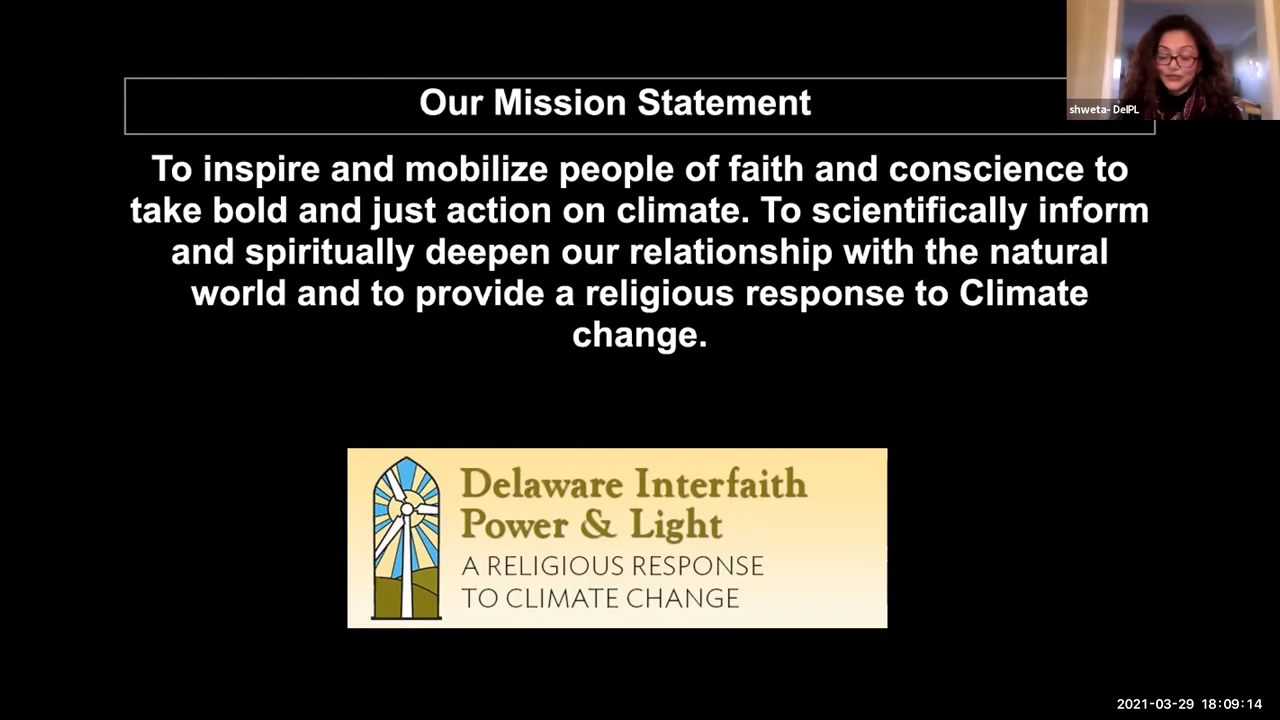 Our Mission Statement
shweta- DeIPL
To inspire and mobilize people of faith and conscience to
take bold and just action on climate. To scientifically inform
and spiritually deepen our relationship with the natural
world and to provide a religious response to Climate
change.
Delaware Interfaith
Power & Light
A RELIGIOUS RESPONSE
TO CLIMATE CHANGE
2021-03-29 18:09:14